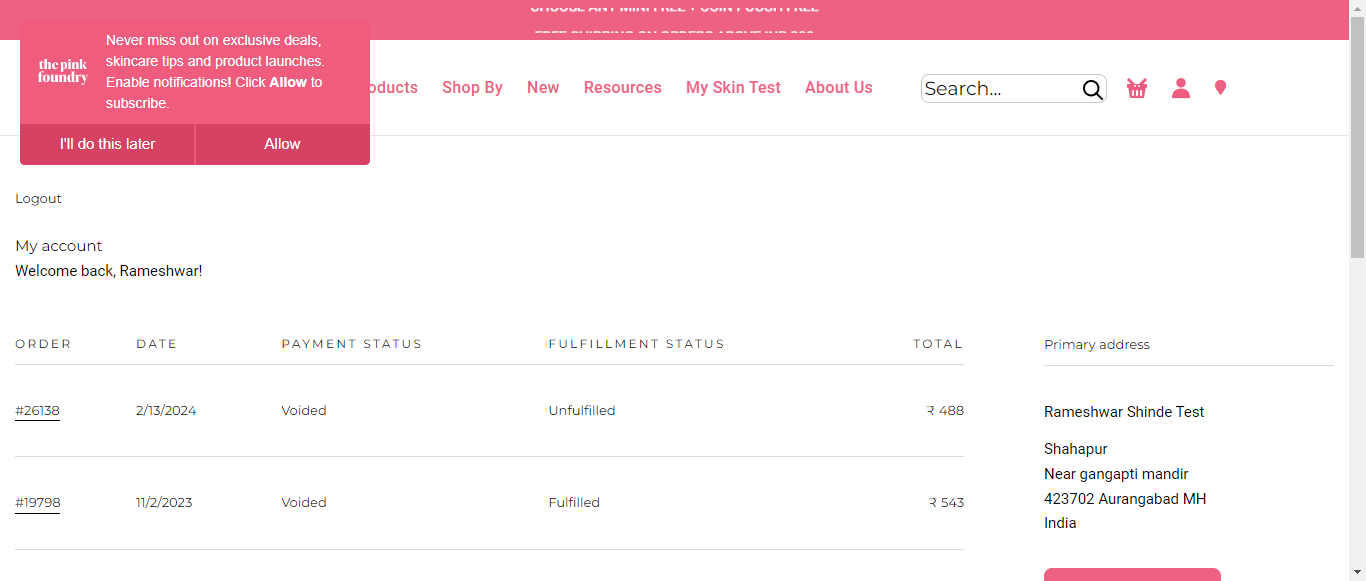 Never miss out on exclusive deals,
skincare tips and product launches.
Enable notifications! Click Allow to
subscribe.
the pink
foundry
I'll do this later
Allow
Shop By
New
Resources
My Skin Test
About Us
Search...
Logout
My account
Welcome back, Rameshwar!
ORDER DATE PAYMENT STATUS FULFILLMENT STATUS TOTAL
#26138 2/13/2024 Voided Unfulfilled ₹ 488
#19798 11/2/2023 Voided Fulfilled ₹ 543
Primary address
Rameshwar Shinde Test
Shahapur
Near gangapti mandir
423702 Aurangabad MH
India